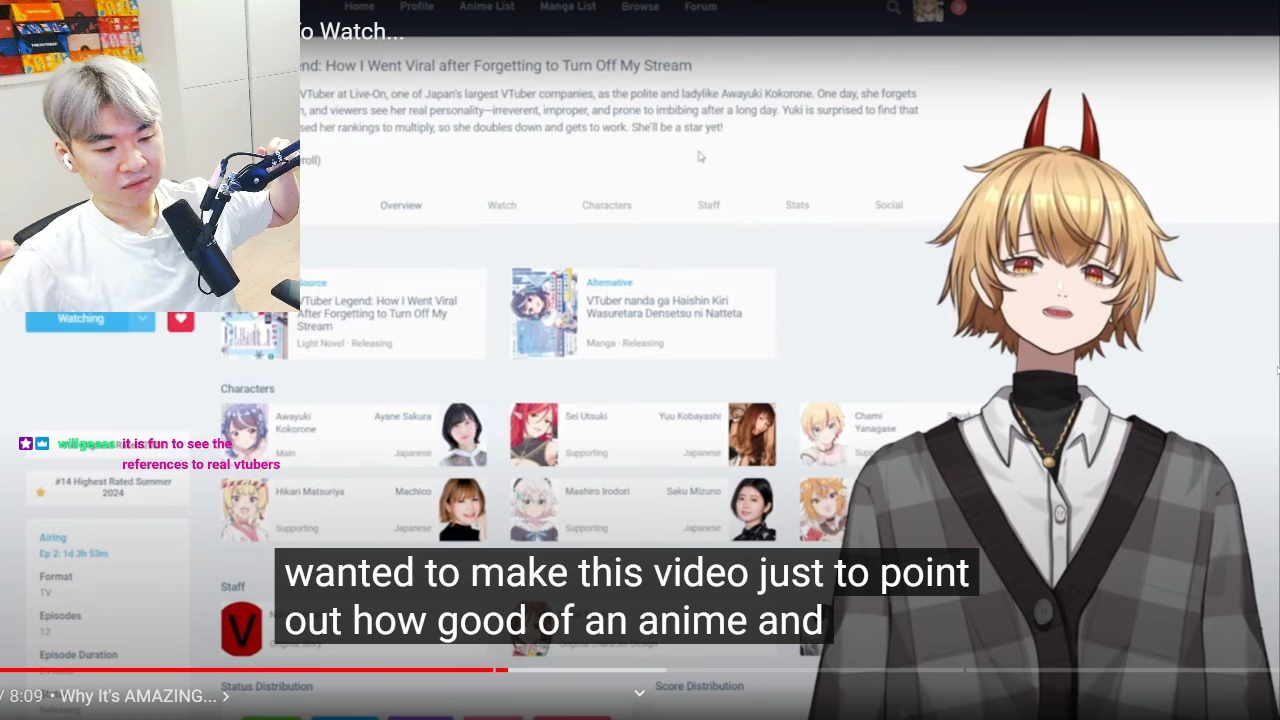 Home Profile Anime List Manga List Browse Forum
To Watch...
end: How I Went Viral after Forgetting to Turn Off My Stream
VTuber at Live-On, one of Japan's largest VTuber companies, as the polite and ladylike Awayuki Kokorone. One day, she forgets
, and viewers see her real personality—irreverent, improper, and prone to imbibing after a long day. Yuki is surprised to find that
sed her rankings to multiply, so she doubles down and gets to work. She'll be a star yet!
Overview Watch Characters Staff Stats Social
Watching
Source
VTuber Legend: How I Went Viral
After Forgetting to Turn Off My
Stream
Light Novel · Releasing
Alternative
VTuber nanda ga Haishin Kiri
Wasuretara Densetsu ni Natteta
Manga · Releasing
Characters
Awayuki
Kokorone
Main
Ayane Sakura
Japanese
Sei Utsuki
Supporting
Yuu Kobayashi
Japanese
Chami
Yanagase
Hikari Matsuriya
Supporting
Machico
Japanese
Mashiro Irodori
Supporting
Saku Mizuno
Japanese
it is fun to see the
references to real vtubers
#14 Highest Rated Summer
2024
Airing
Ep 2: 1d 3h 53m
Format
TV
Episodes
12
Episode Duration
Staff
V
wanted to make this video just to point
out how good of an anime and
Status Distribution
Score Distribution
/ 8:09 • Why It's AMAZING... >